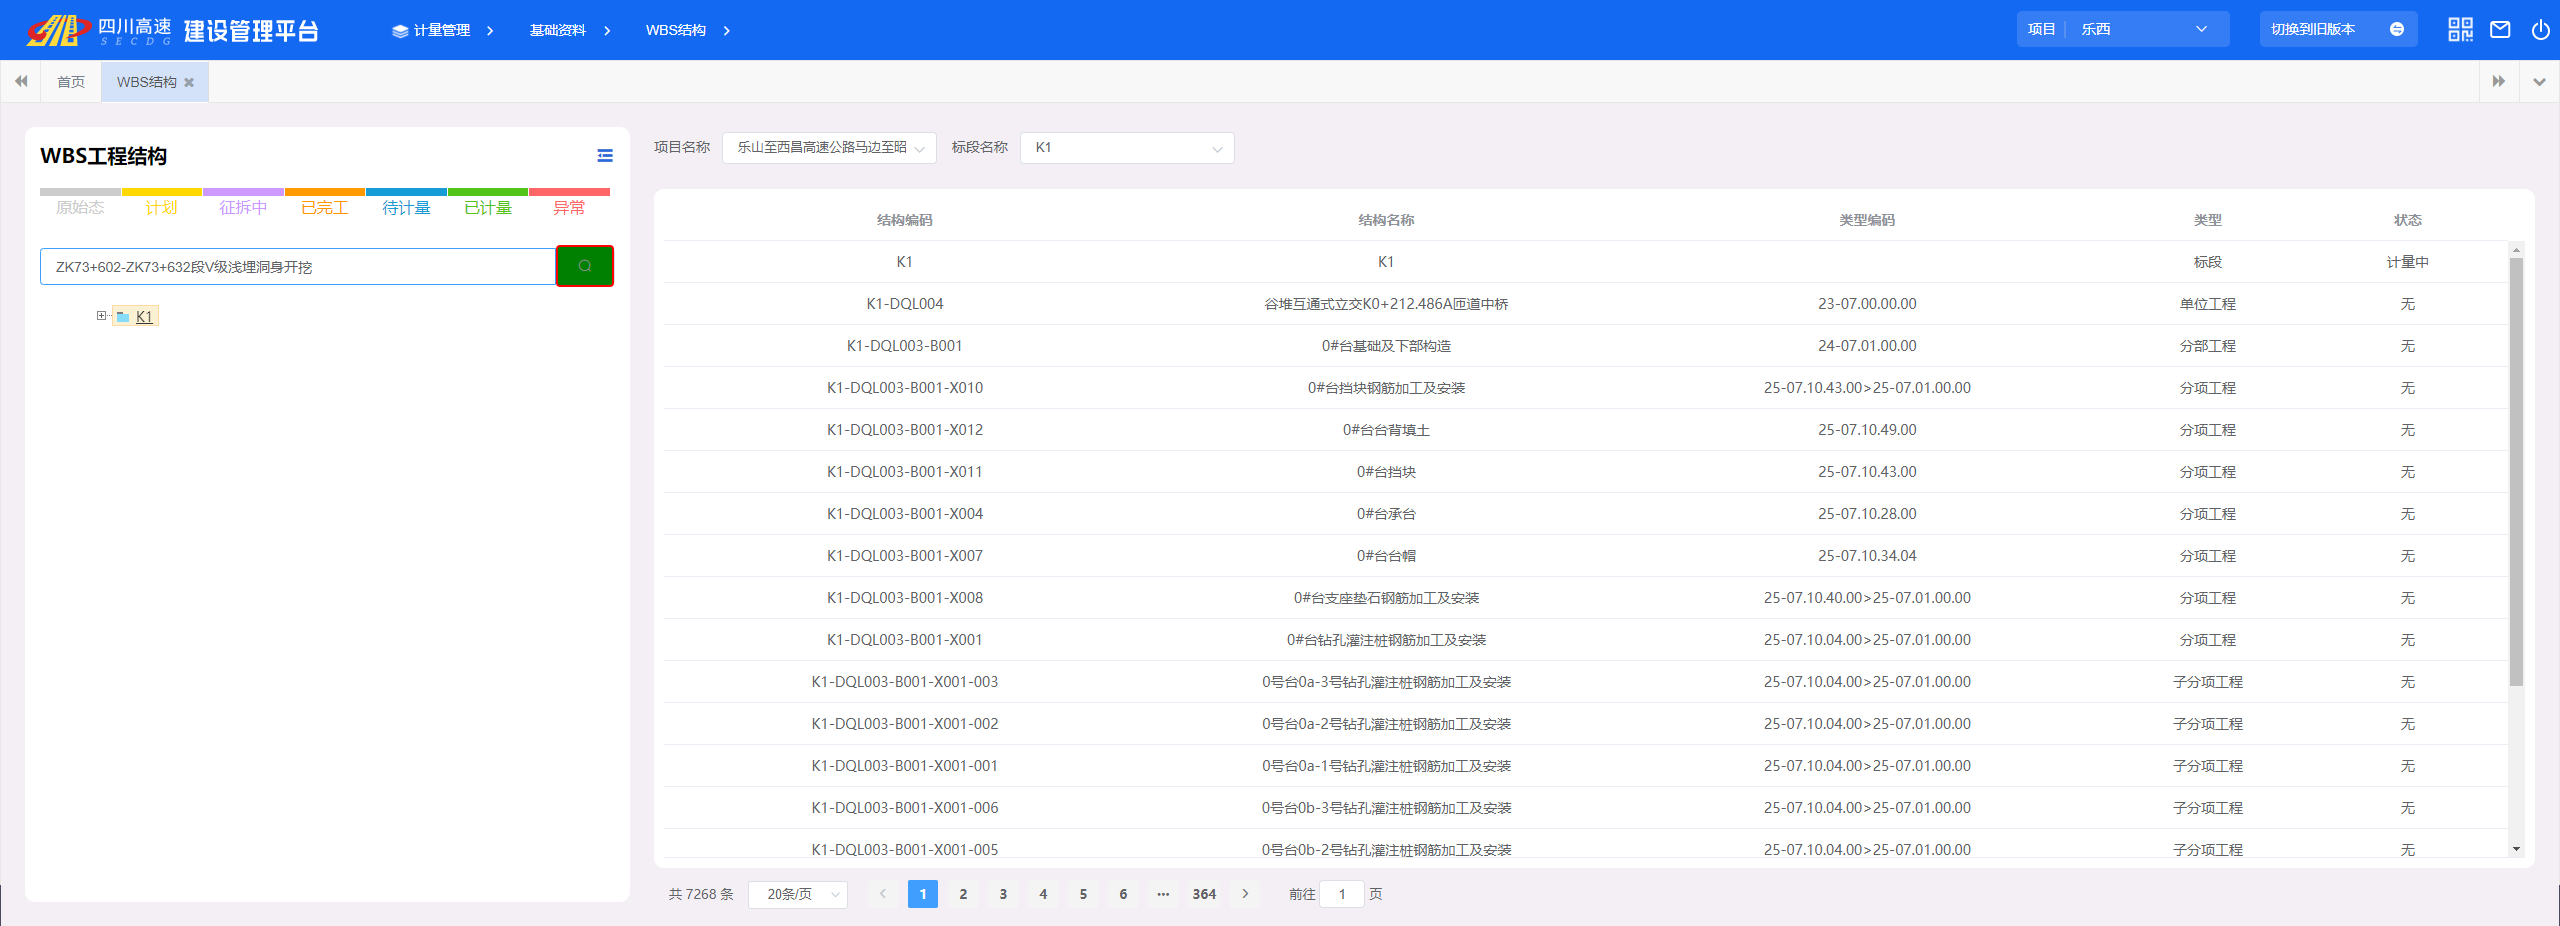 四川高速 SECDG 建设管理平台 计量管理 基础资料 WBS结构 项目 乐西 切换到旧版本
首页 WBS结构
WBS工程结构
原始态 计划 征拆中 已完工 待计量 已计量 异常
ZK73+602-ZK73+632段V级浅埋洞身开挖
K1
项目名称 乐山至西昌高速公路马边至昭 标段名称 K1
结构编码 结构名称 类型编码 类型 状态
K1 K1 标段 计量中
K1-DQL004 谷堆互通式立交K0+212.486A匝道中桥 23-07.00.00.00 单位工程 无
K1-DQL003-B001 0#台基础及下部构造 24-07.01.00.00 分部工程 无
K1-DQL003-B001-X010 0#台挡块钢筋加工及安装 25-07.10.43.00>25-07.01.00.00 分项工程 无
K1-DQL003-B001-X012 0#台台背填土 25-07.10.49.00 分项工程 无
K1-DQL003-B001-X011 0#台挡块 25-07.10.43.00 分项工程 无
K1-DQL003-B001-X004 0#台承台 25-07.10.28.00 分项工程 无
K1-DQL003-B001-X007 0#台台帽 25-07.10.34.04 分项工程 无
K1-DQL003-B001-X008 0#台支座垫石钢筋加工及安装 25-07.10.40.00>25-07.01.00.00 分项工程 无
K1-DQL003-B001-X001 0#台钻孔灌注桩钢筋加工及安装 25-07.10.04.00>25-07.01.00.00 分项工程 无
K1-DQL003-B001-X001-003 0号台0a-3号钻孔灌注桩钢筋加工及安装 25-07.10.04.00>25-07.01.00.00 子分项工程 无
K1-DQL003-B001-X001-002 0号台0a-2号钻孔灌注桩钢筋加工及安装 25-07.10.04.00>25-07.01.00.00 子分项工程 无
K1-DQL003-B001-X001-001 0号台0a-1号钻孔灌注桩钢筋加工及安装 25-07.10.04.00>25-07.01.00.00 子分项工程 无
K1-DQL003-B001-X001-006 0号台0b-3号钻孔灌注桩钢筋加工及安装 25-07.10.04.00>25-07.01.00.00 子分项工程 无
K1-DQL003-B001-X001-005 0号台0b-2号钻孔灌注桩钢筋加工及安装 25-07.10.04.00>25-07.01.00.00 子分项工程 无
共 7268 条 20条/页 1 2 3 4 5 6 ••• 364 前往 1 页